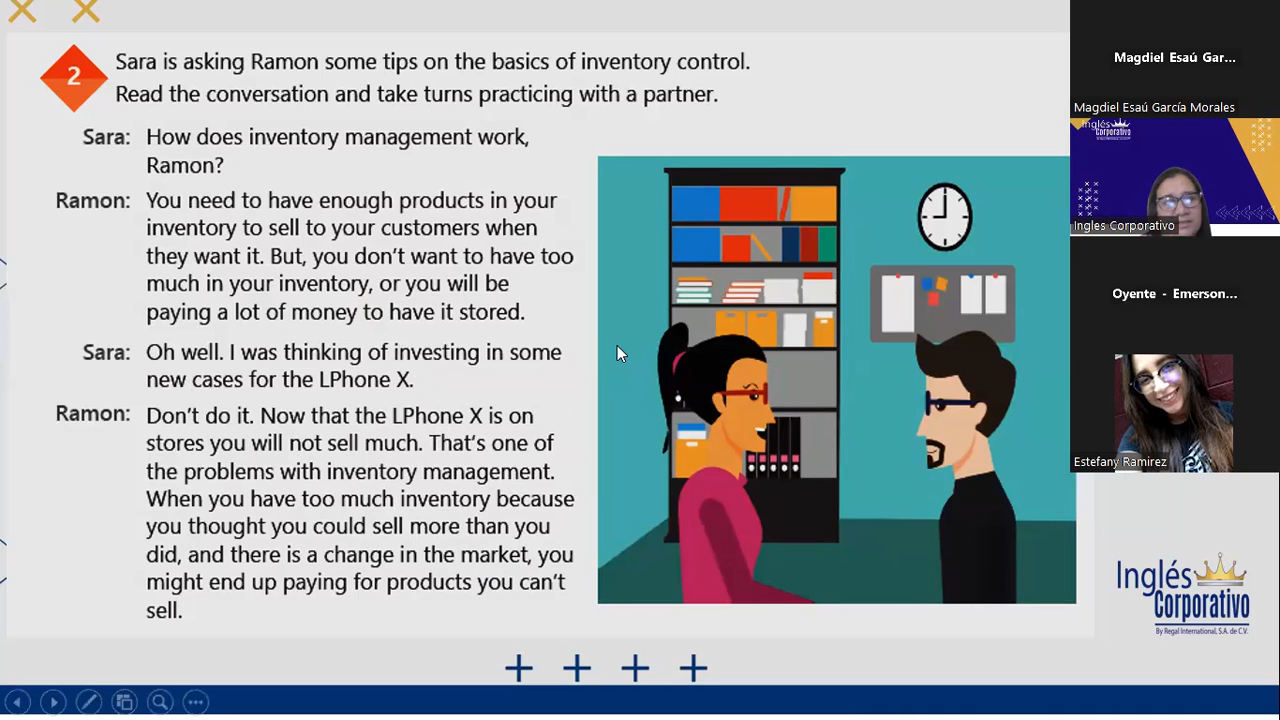 2
Sara is asking Ramon some tips on the basics of inventory control.
Read the conversation and take turns practicing with a partner.
Sara: How does inventory management work,
Ramon?
Ramon: You need to have enough products in your
inventory to sell to your customers when
they want it. But, you don't want to have too
much in your inventory, or you will be
paying a lot of money to have it stored.
Sara: Oh well. I was thinking of investing in some
new cases for the LPhone X.
Ramon: Don't do it. Now that the LPhone X is on
stores you will not sell much. That's one of
the problems with inventory management.
When you have too much inventory because
you thought you could sell more than you
did, and there is a change in the market, you
might end up paying for products you can't
sell.
Inglés
Corporativo
By Regal International, S.A. de C.V.
Magdiel Esaú Gar...
Magdiel Esaú García Morales
Inglés
Corporativo
Ingles Corporativo
Oyente - Emerson...
Estefany Ramirez